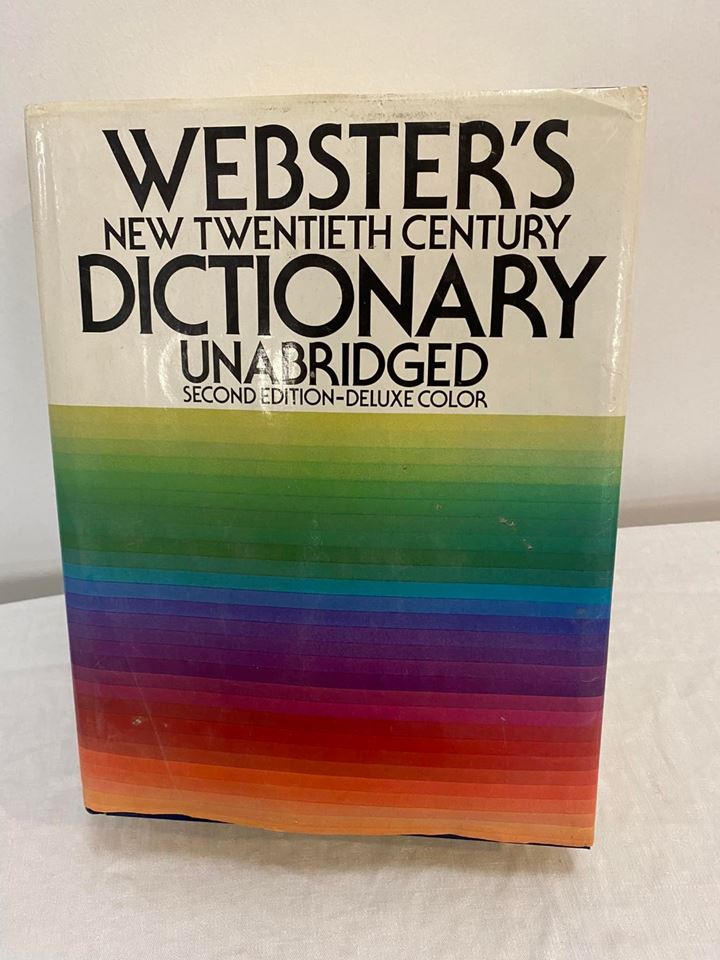 WEBSTER'S
NEW TWENTIETH CENTURY
DICTIONARY
UNABRIDGED
SECOND EDITION-DELUXE COLOR